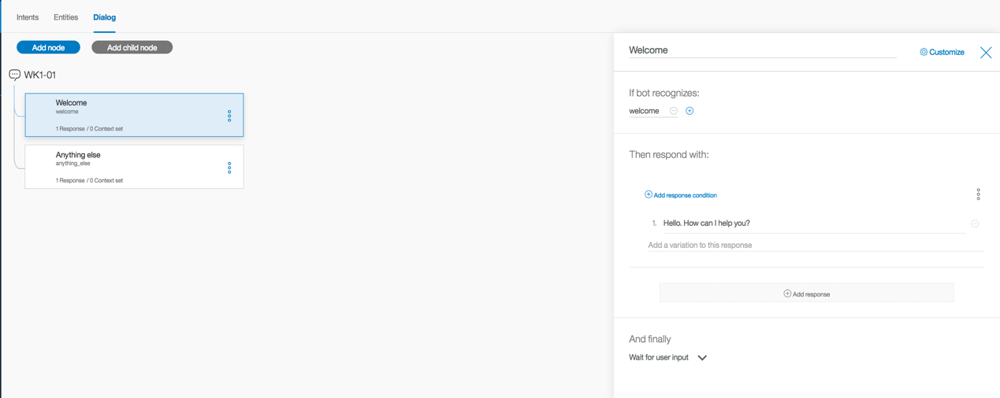 Intents Entities Dialog
Add node Add child node
WK1-01
Welcome
welcome
1 Response / 0 Context set
Anything else
anything_else
1 Response / 0 Context set
Welcome
Customize
If bot recognizes:
welcome
Then respond with:
Add response condition
1. Hello. How can I help you?
Add a variation to this response
Add response
And finally
Wait for user input